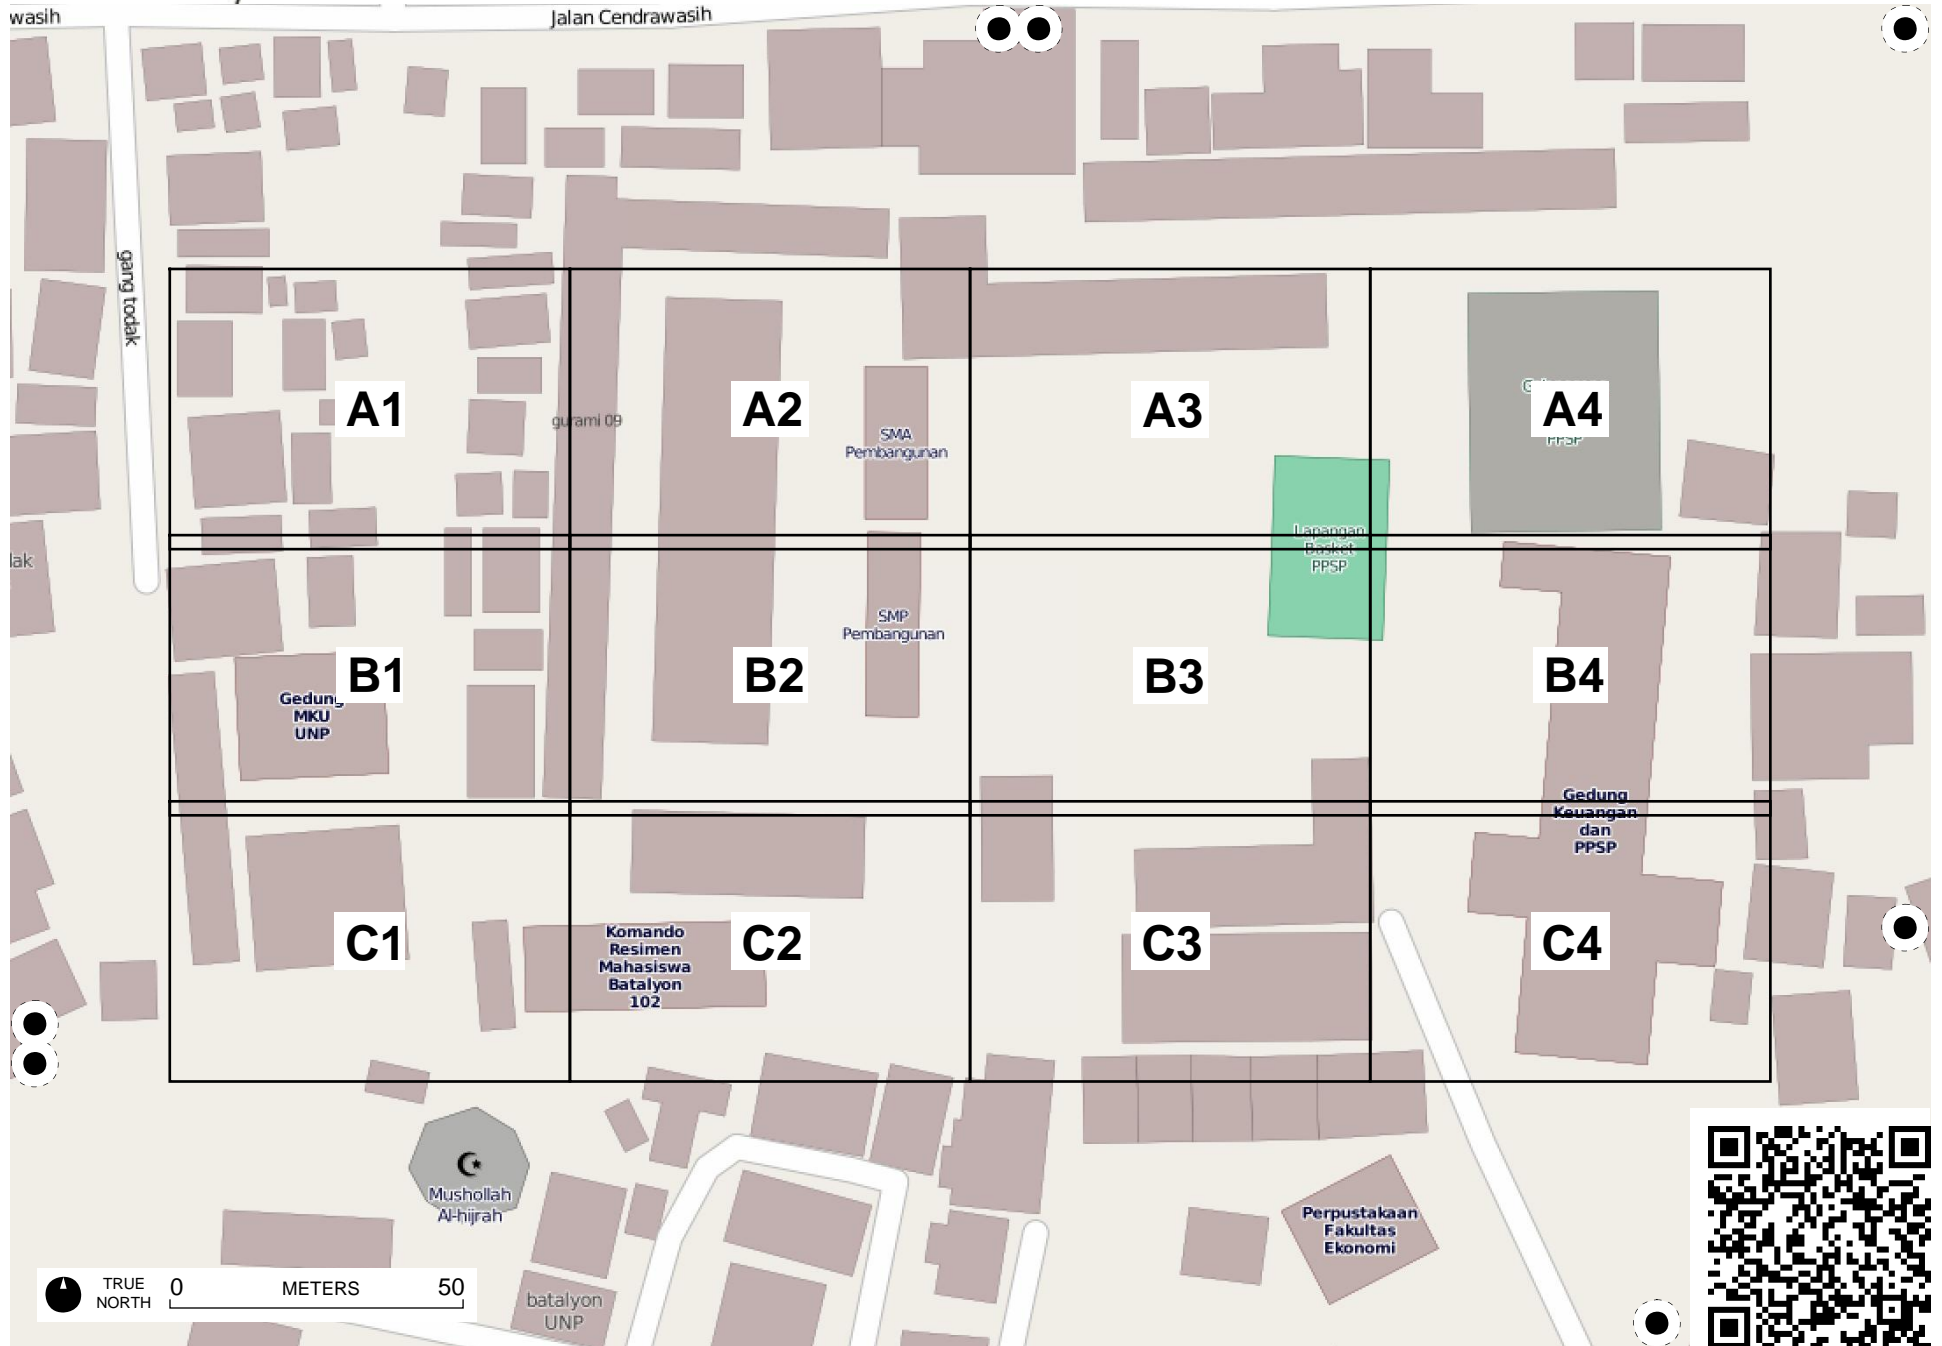 wasih
Jalan Cendrawasih
gang todak
A1
A2
A3
A4
PPSP
gurami 09
SMA
Pembangunan
Lapangan
Basket
PPSP
lak
SMP
Pembangunan
B1
B2
B3
B4
Gedung
MKU
UNP
Gedung
Keuangan
dan
PPSP
C1
C2
C3
C4
Komando
Resimen
Mahasiswa
Batalyon
102
Mushollah
Al-hijrah
Perpustakaan
Fakultas
Ekonomi
TRUE
NORTH
0 METERS 50
batalyon
UNP